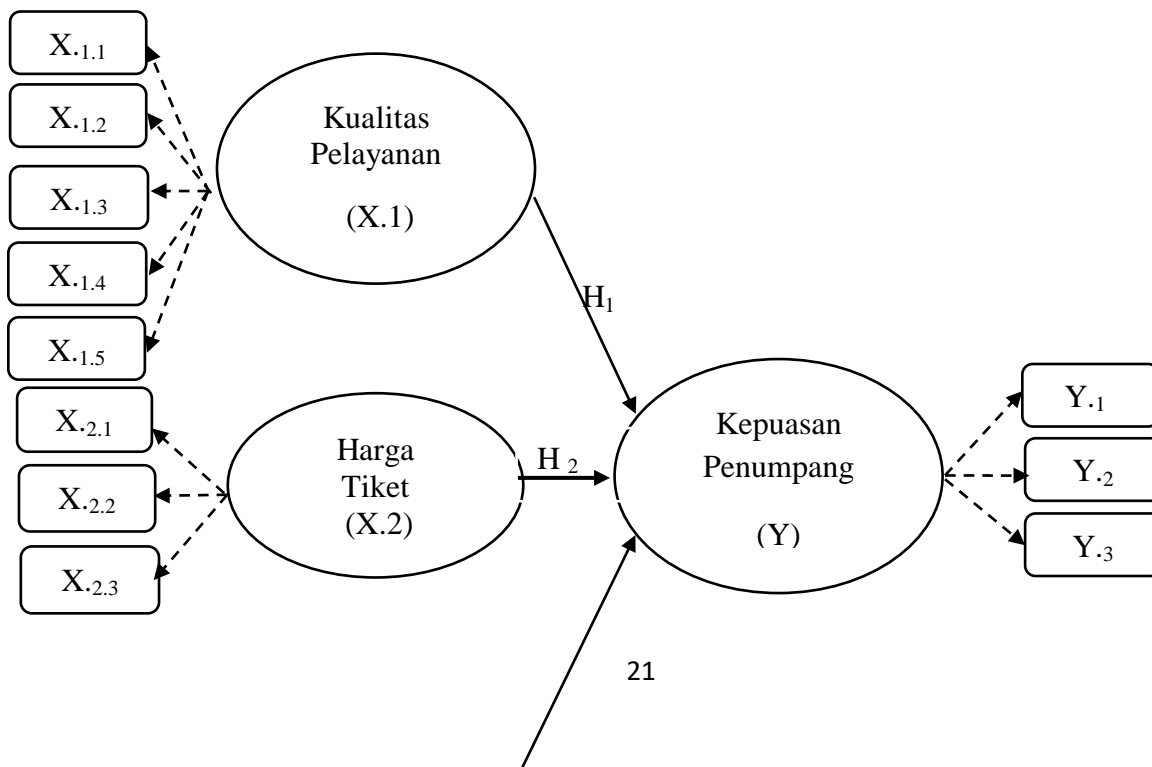 X.1.1
X.1.2
X.1.3
X.1.4
X.1.5
Kualitas
Pelayanan
(X.1)
H1
X.2.1
X.2.2
X.2.3
Harga
Tiket
(X.2)
H 2
Kepuasan
Penumpang
(Y)
Y.1
Y.2
Y.3
21